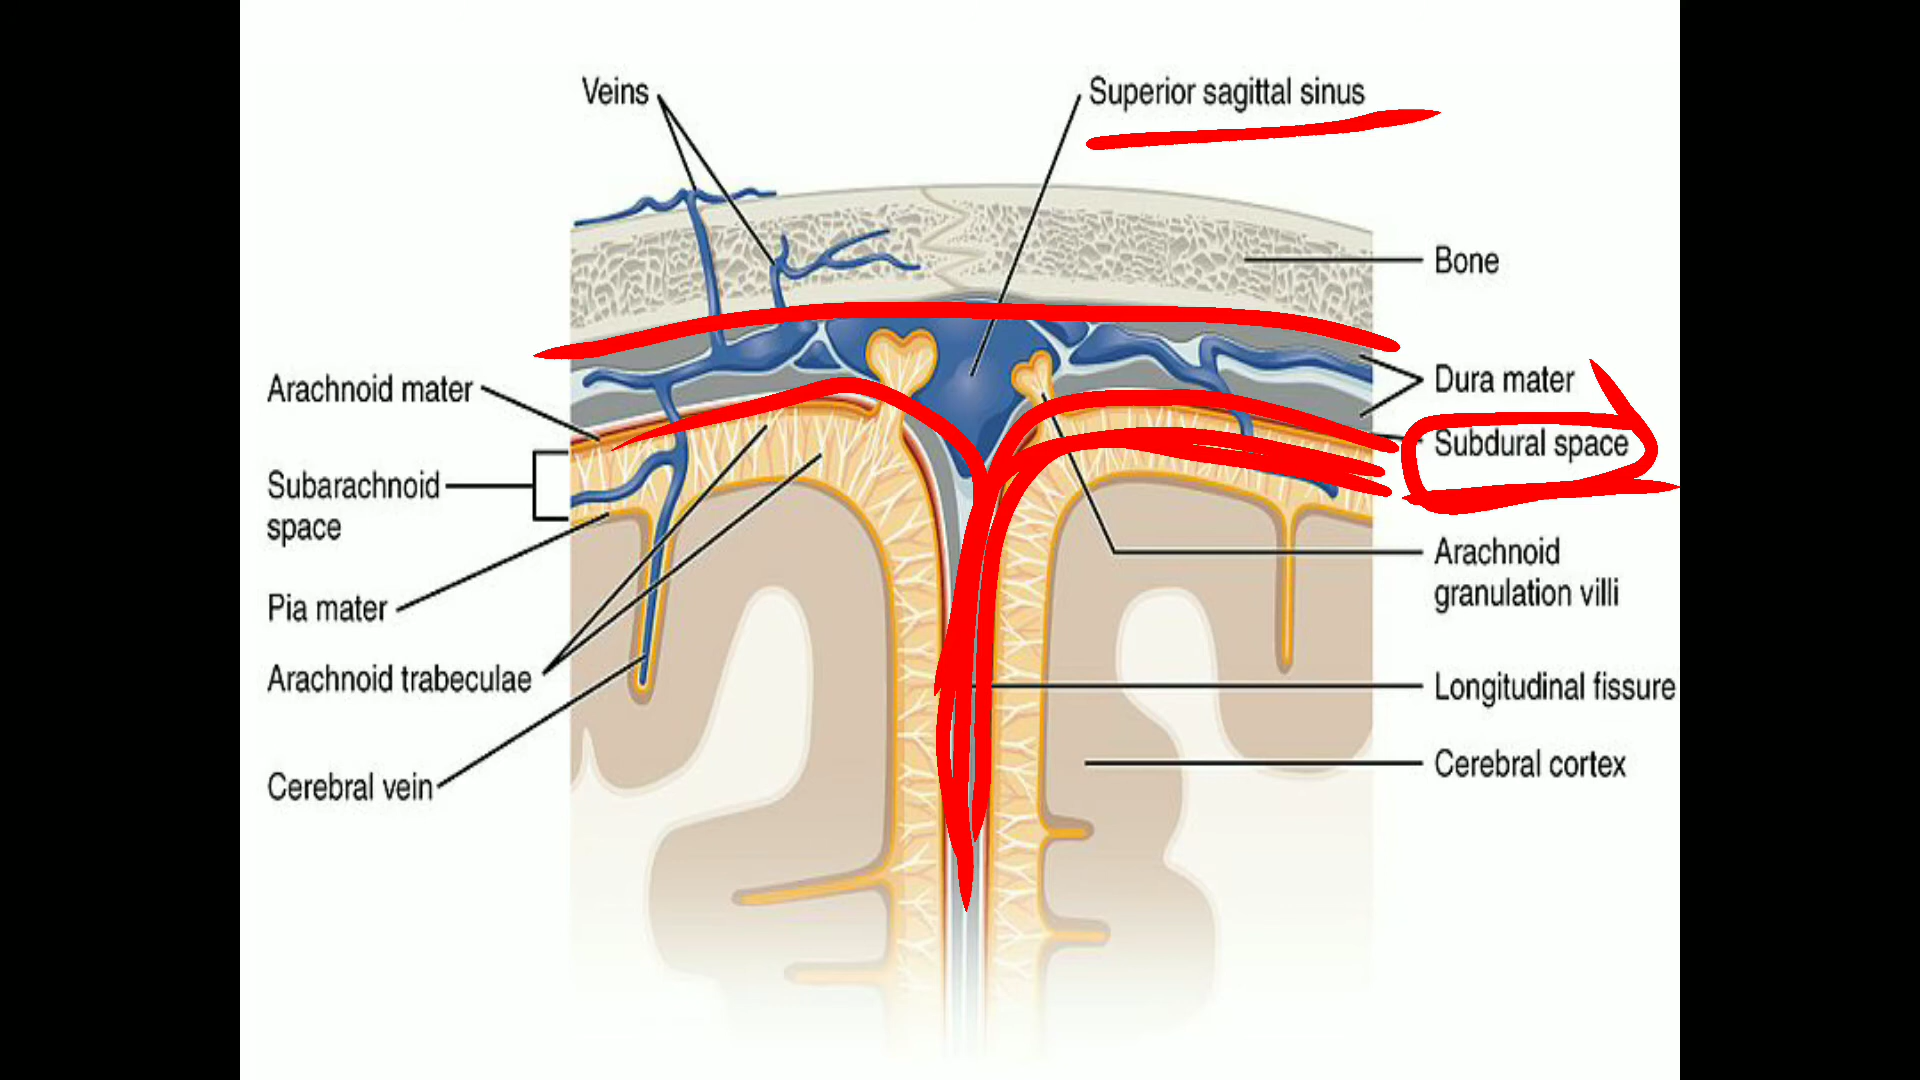 Veins
Superior sagittal sinus
Bone
Arachnoid mater
Dura mater
Subdural space
Subarachnoid
space
Arachnoid
granulation villi
Pia mater
Arachnoid trabeculae
Longitudinal fissure
Cerebral vein
Cerebral cortex